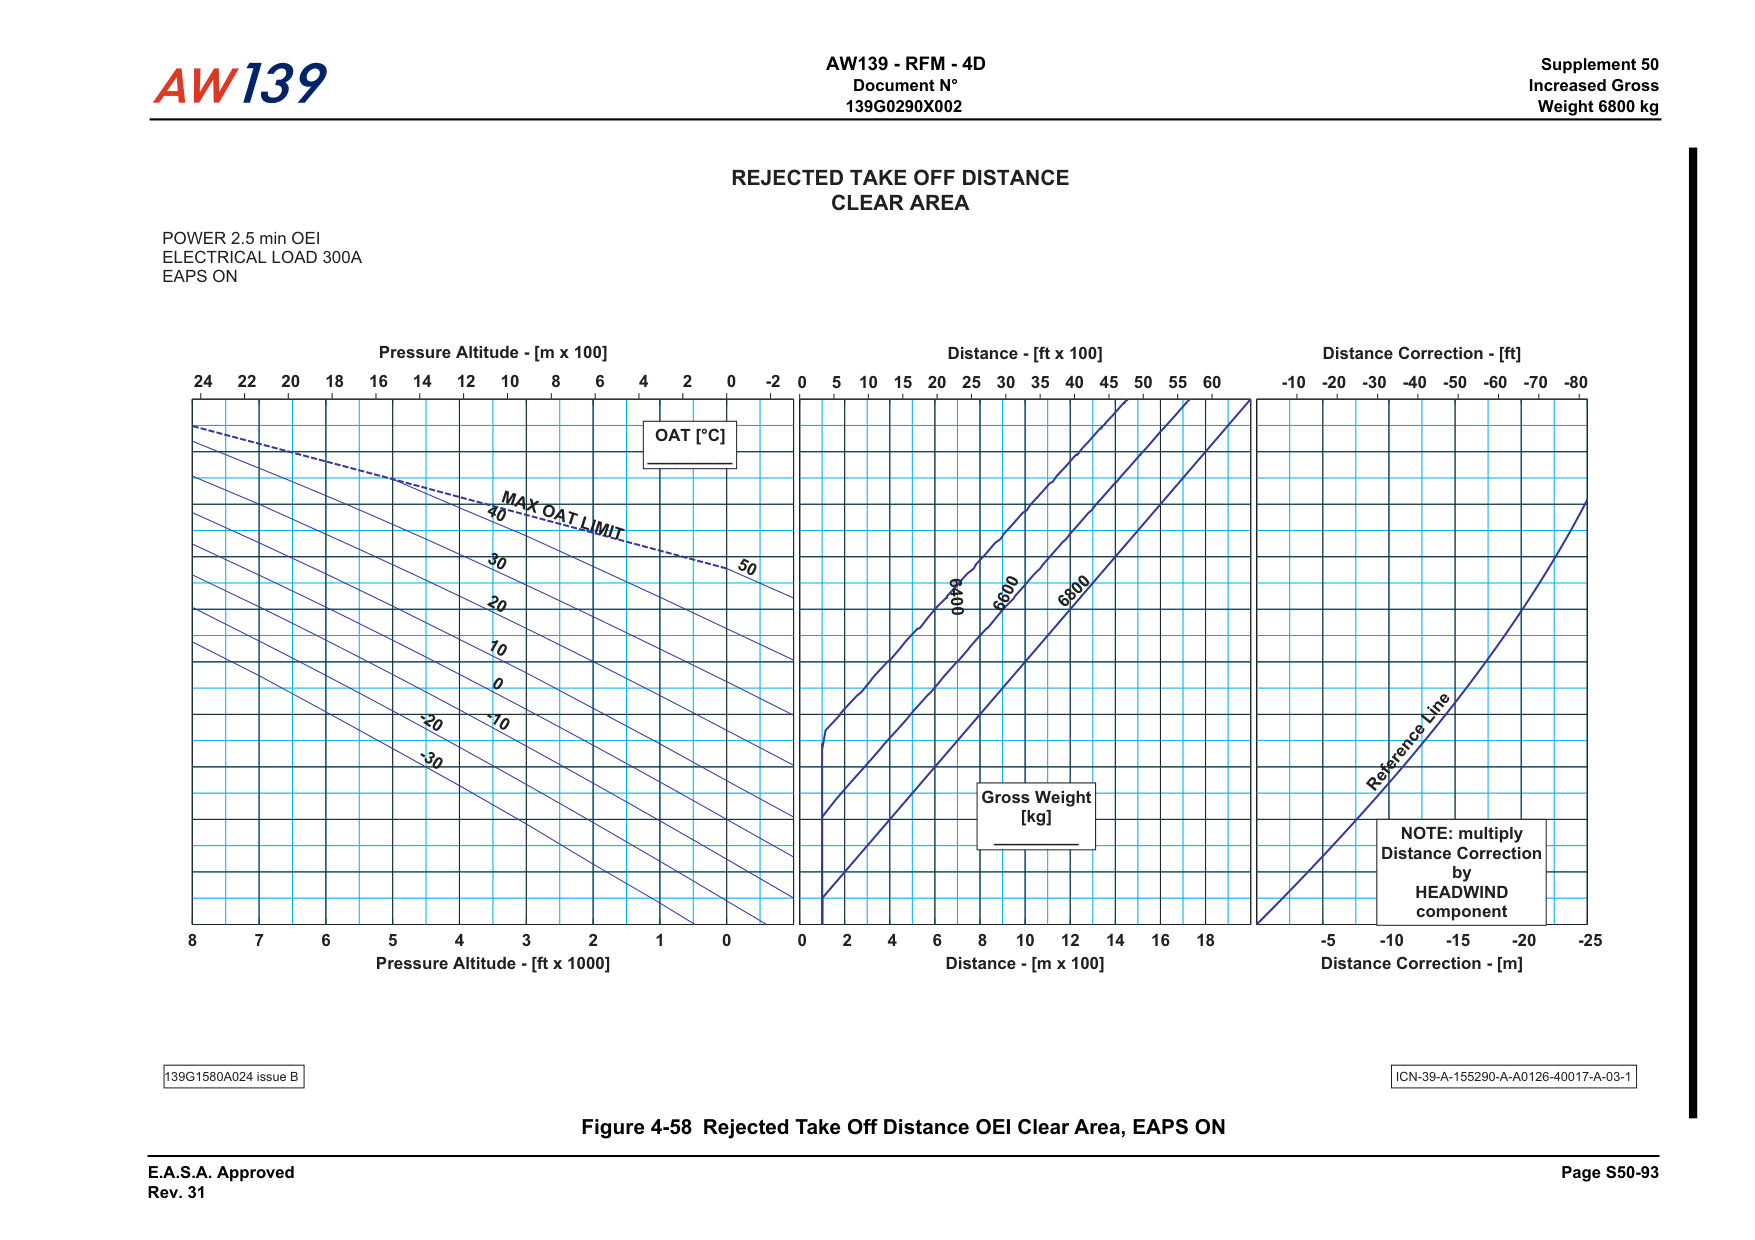 AW139
AW139 - RFM - 4D
Document N°
139G0290X002
Supplement 50
Increased Gross
Weight 6800 kg
REJECTED TAKE OFF DISTANCE
CLEAR AREA
POWER 2.5 min OEI
ELECTRICAL LOAD 300A
EAPS ON
Pressure Altitude - [m x 100]
24 22 20 18 16 14 12 10 8 6 4 2 0 -2
OAT [°C]
MAX OAT LIMIT
50
40
30
20
10
0
-10
-20
-30
8 7 6 5 4 3 2 1 0
Pressure Altitude - [ft x 1000]
Distance - [ft x 100]
0 5 10 15 20 25 30 35 40 45 50 55 60
6400
6600
6800
Gross Weight
[kg]
0 2 4 6 8 10 12 14 16 18
Distance - [m x 100]
Distance Correction - [ft]
-10 -20 -30 -40 -50 -60 -70 -80
Reference Line
NOTE: multiply
Distance Correction
by
HEADWIND
component
-5 -10 -15 -20 -25
Distance Correction - [m]
139G1580A024 issue B
ICN-39-A-155290-A-A0126-40017-A-03-1
Figure 4-58 Rejected Take Off Distance OEI Clear Area, EAPS ON
E.A.S.A. Approved
Rev. 31
Page S50-93